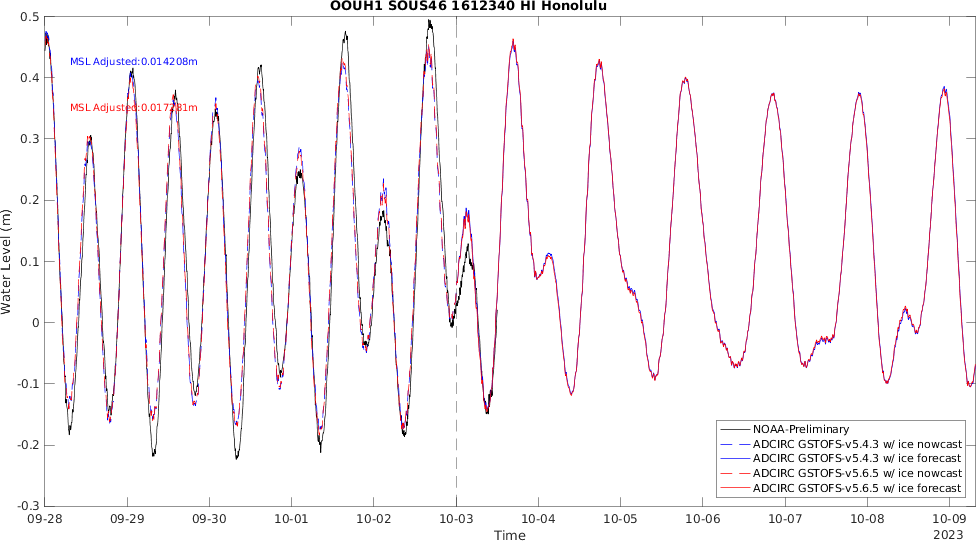 OOUH1 SOUS46 1612340 HI Honolulu
0.5
0.4
0.3
0.2
0.1
0
-0.1
-0.2
-0.3
Water Level (m)
MSL Adjusted:0.014208m
MSL Adjusted:
NOAA-Preliminary
ADCIRC GSTOFS-v5.4.3 w/ ice nowcast
ADCIRC GSTOFS-v5.4.3 w/ ice forecast
ADCIRC GSTOFS-v5.6.5 w/ ice nowcast
ADCIRC GSTOFS-v5.6.5 w/ ice forecast
09-28 09-29 09-30 10-01 10-02 10-03 10-04 10-05 10-06 10-07 10-08 10-09
Time
2023